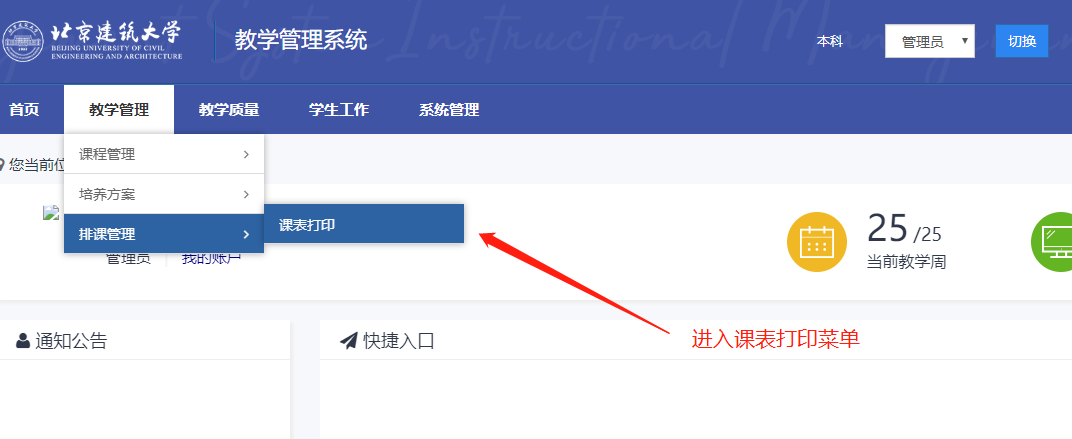 北京建筑大学
BEIJING UNIVERSITY OF CIVIL
ENGINEERING AND ARCHITECTURE
教学管理系统
本科
管理员
切换
首页
教学管理
教学质量
学生工作
系统管理
您当前位
课程管理
培养方案
排课管理
课表打印
管理员
我的账户
25 /25
当前教学周
进入课表打印菜单
通知公告
快捷入口